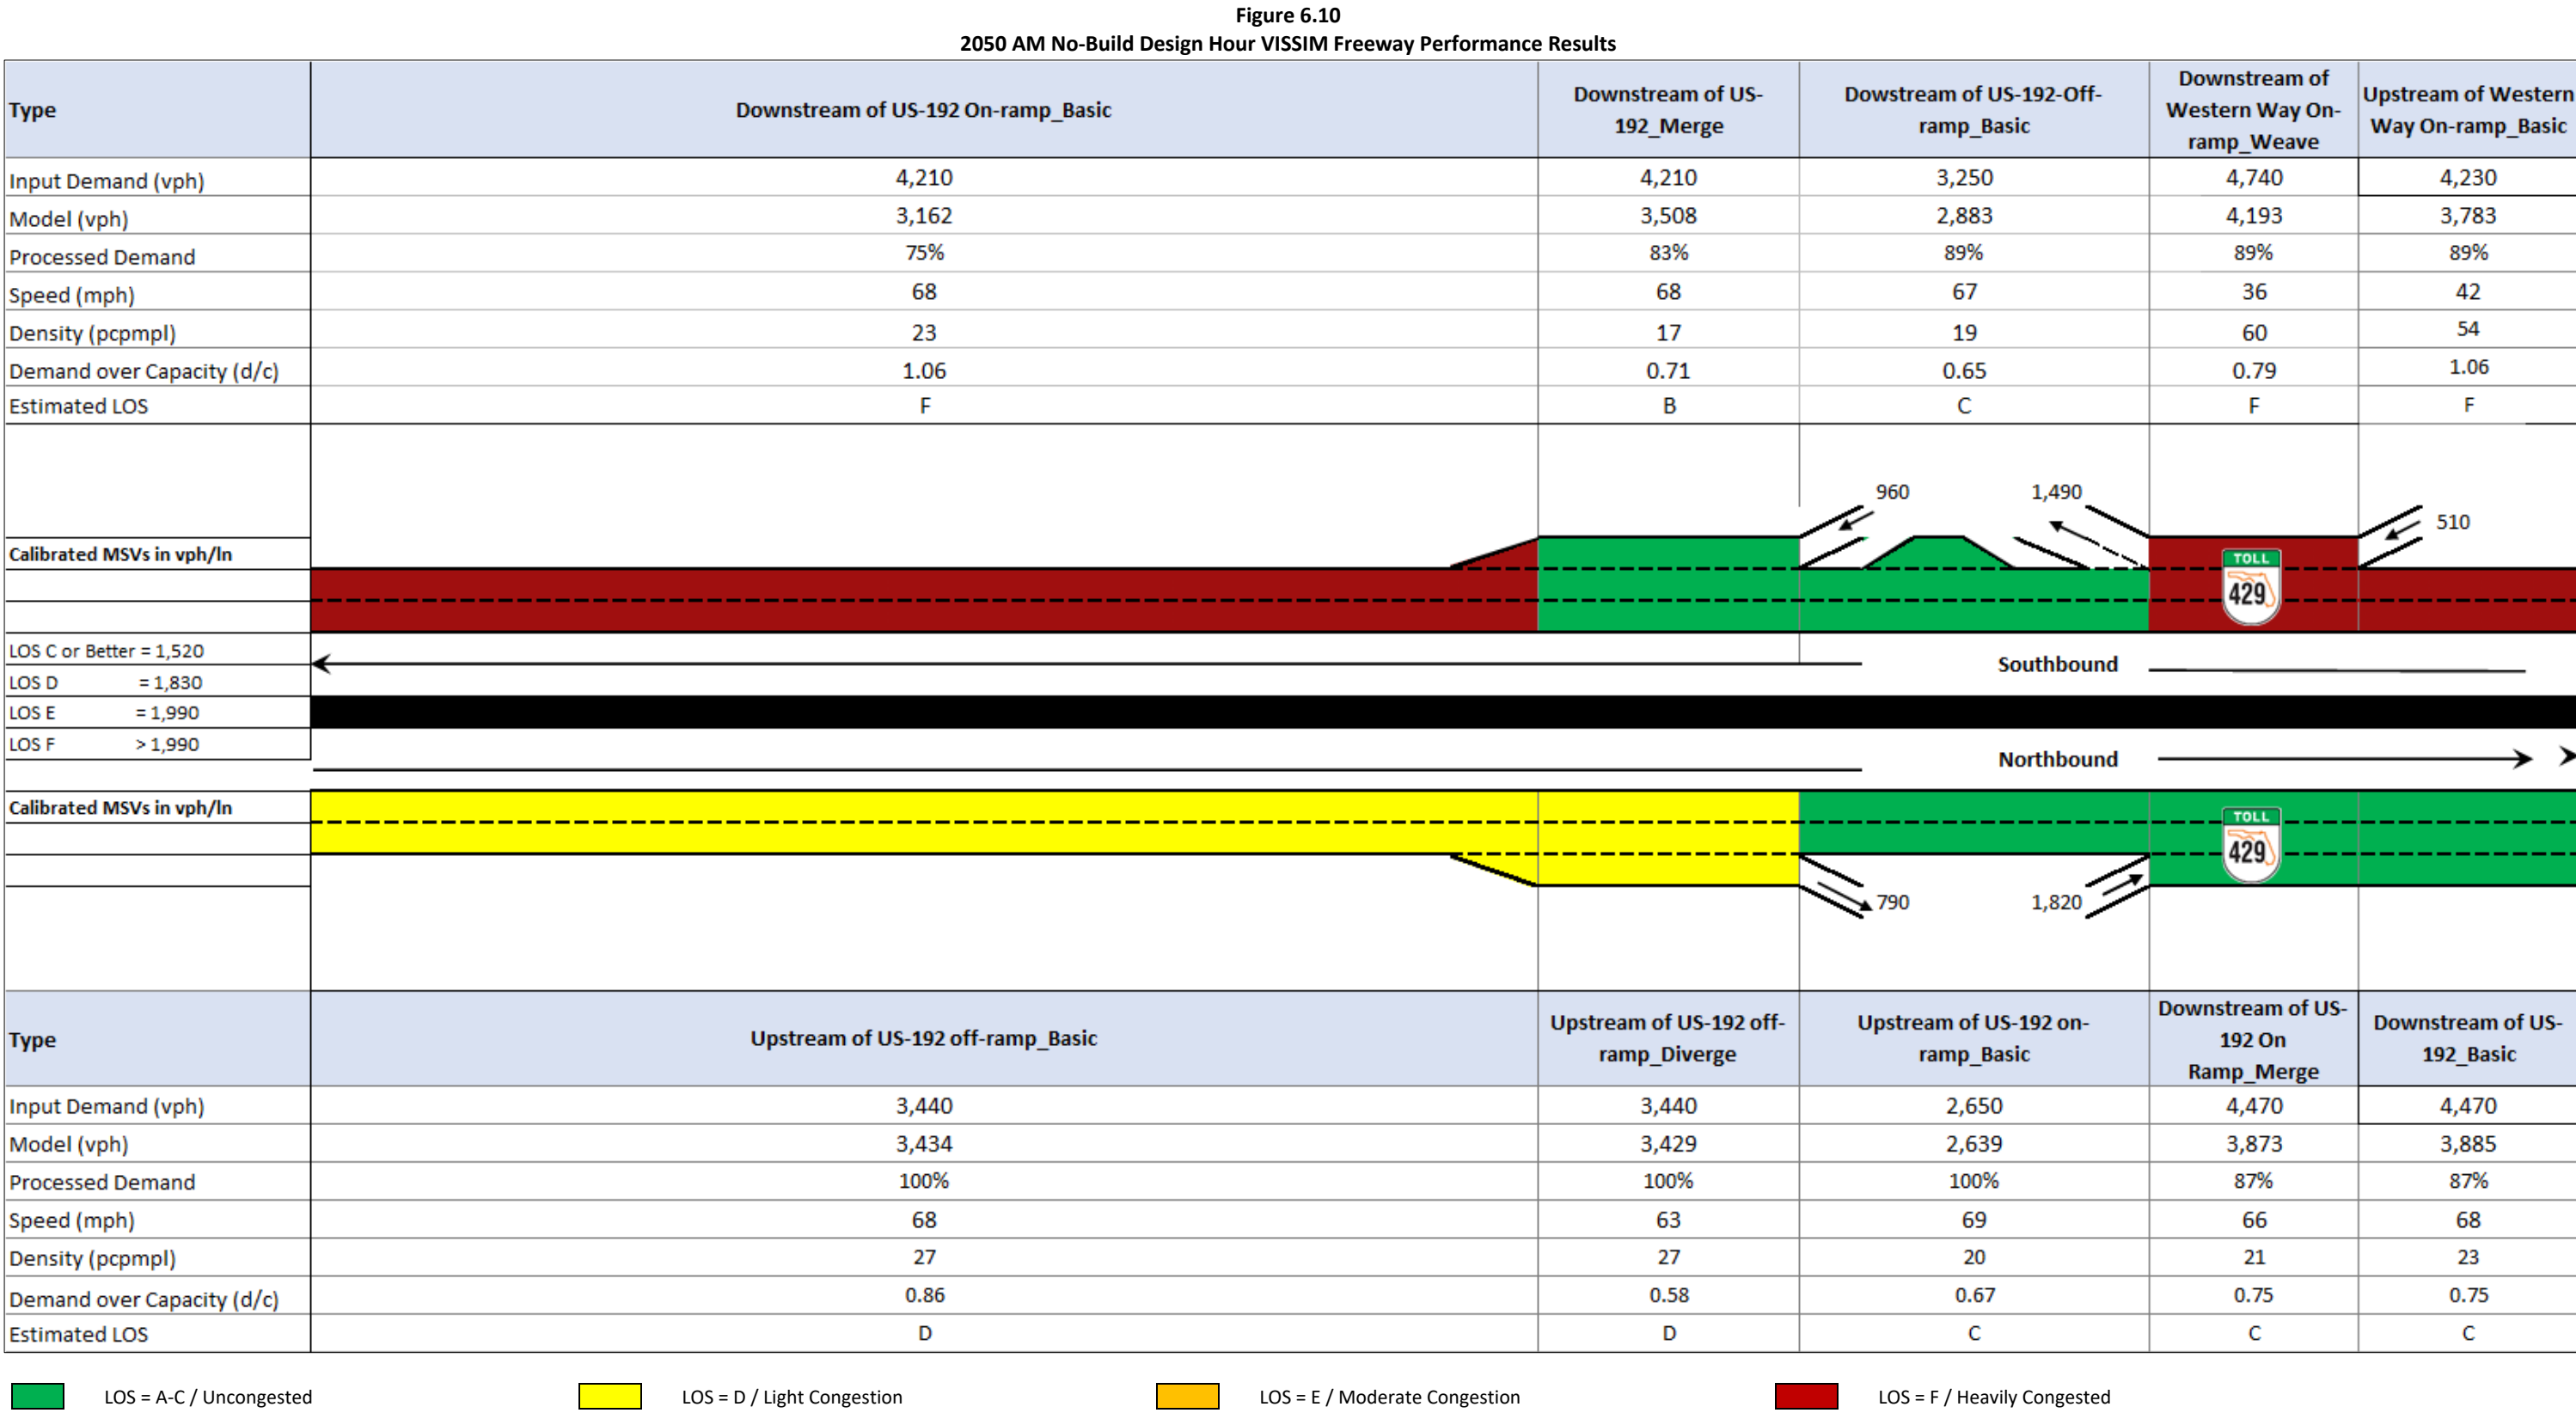 Figure 6.10
2050 AM No-Build Design Hour VISSIM Freeway Performance Results
Type
Downstream of US-192 On-ramp_Basic
Downstream of US-
192_Merge
Dowstream of US-192-Off-
ramp_Basic
Downstream of
Western Way On-
ramp_Weave
Upstream of Western
Way On-ramp_Basic
Input Demand (vph) 4,210 4,210 3,250 4,740 4,230
Model (vph) 3,162 3,508 2,883 4,193 3,783
Processed Demand 75% 83% 89% 89% 89%
Speed (mph) 68 68 67 36 42
Density (pcpmpl) 23 17 19 60 54
Demand over Capacity (d/c) 1.06 0.71 0.65 0.79 1.06
Estimated LOS F B C F F
960 1,490
510
Calibrated MSVs in vph/ln
TOLL
429
LOS C or Better = 1,520
Southbound
LOS D = 1,830
LOS E = 1,990
LOS F > 1,990
Northbound
Calibrated MSVs in vph/ln
TOLL
429
790 1,820
Type
Upstream of US-192 off-ramp_Basic
Upstream of US-192 off-
ramp_Diverge
Upstream of US-192 on-
ramp_Basic
Downstream of US-
192 On
Ramp_Merge
Downstream of US-
192_Basic
Input Demand (vph) 3,440 3,440 2,650 4,470 4,470
Model (vph) 3,434 3,429 2,639 3,873 3,885
Processed Demand 100% 100% 100% 87% 87%
Speed (mph) 68 63 69 66 68
Density (pcpmpl) 27 27 20 21 23
Demand over Capacity (d/c) 0.86 0.58 0.67 0.75 0.75
Estimated LOS D D C C C
LOS = A-C / Uncongested
LOS = D / Light Congestion
LOS = E / Moderate Congestion
LOS = F / Heavily Congested